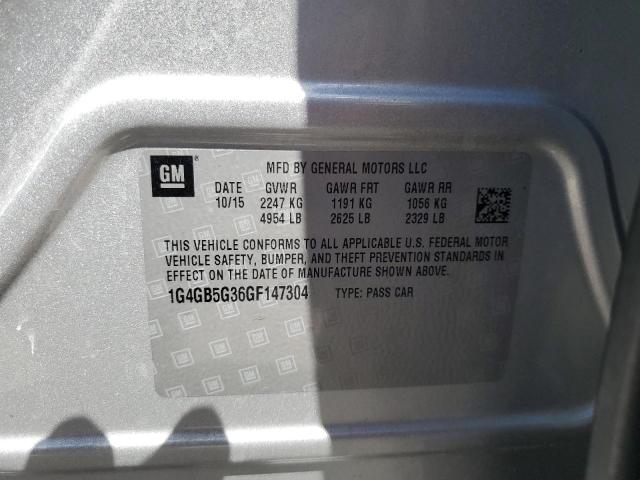 GM ®
MFD BY GENERAL MOTORS LLC
DATE GVWR GAWR FRT GAWR RR
10/15 2247 KG 1191 KG 1056 KG
4954 LB 2625 LB 2329 LB
THIS VEHICLE CONFORMS TO ALL APPLICABLE U.S. FEDERAL MOTOR
VEHICLE SAFETY, BUMPER, AND THEFT PREVENTION STANDARDS IN
EFFECT ON THE DATE OF MANUFACTURE SHOWN ABOVE.
1G4GB5G36GF147304 TYPE: PASS CAR